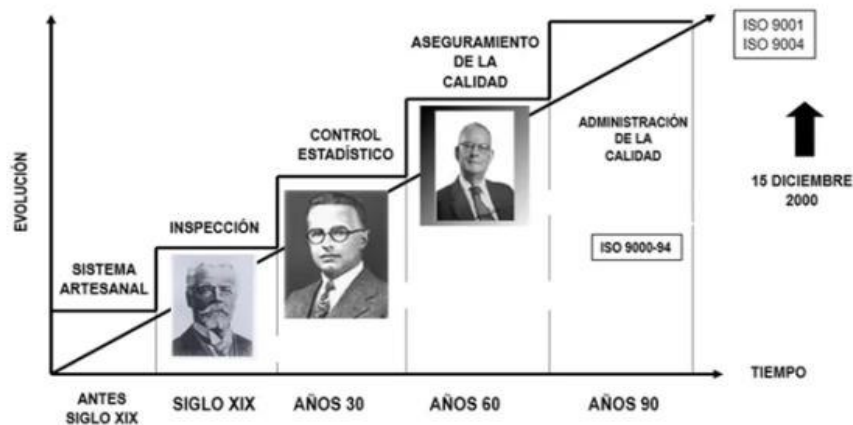 EVOLUCIÓN
SISTEMA
ARTESANAL
INSPECCIÓN
CONTROL
ESTADÍSTICO
ASEGURAMIENTO
DE LA
CALIDAD
ADMINISTRACIÓN
DE LA
CALIDAD
ISO 9000-94
ISO 9001
ISO 9004
15 DICIEMBRE
2000
TIEMPO
ANTES
SIGLO XIX
SIGLO XIX
AÑOS 30
AÑOS 60
AÑOS 90